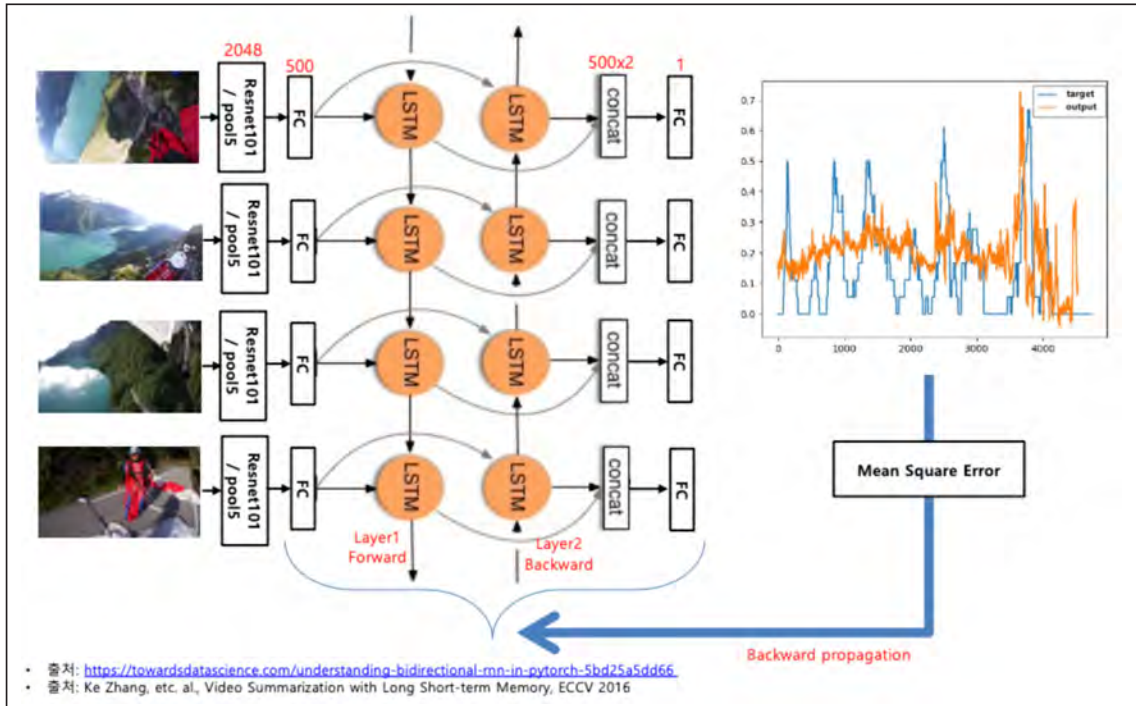 2048
500
500x2
1
Resnet101
/ pool5
FC
LSTM
LSTM
concat
FC
Resnet101
/ pool5
FC
LSTM
LSTM
concat
FC
Resnet101
/ pool5
FC
LSTM
LSTM
concat
FC
Resnet101
/ pool5
FC
LSTM
LSTM
concat
FC
Layer1
Forward
Layer2
Backward
target
output
0.7
0.6
0.5
0.4
0.3
0.2
0.1
0.0
0
1000
2000
3000
4000
Mean Square Error
Backward propagation
• 출처: https://towardsdatascience.com/understanding-bidirectional-rnn-in-pytorch-5bd25a5dd66
• 출처: Ke Zhang, etc. al., Video Summarization with Long Short-term Memory, ECCV 2016